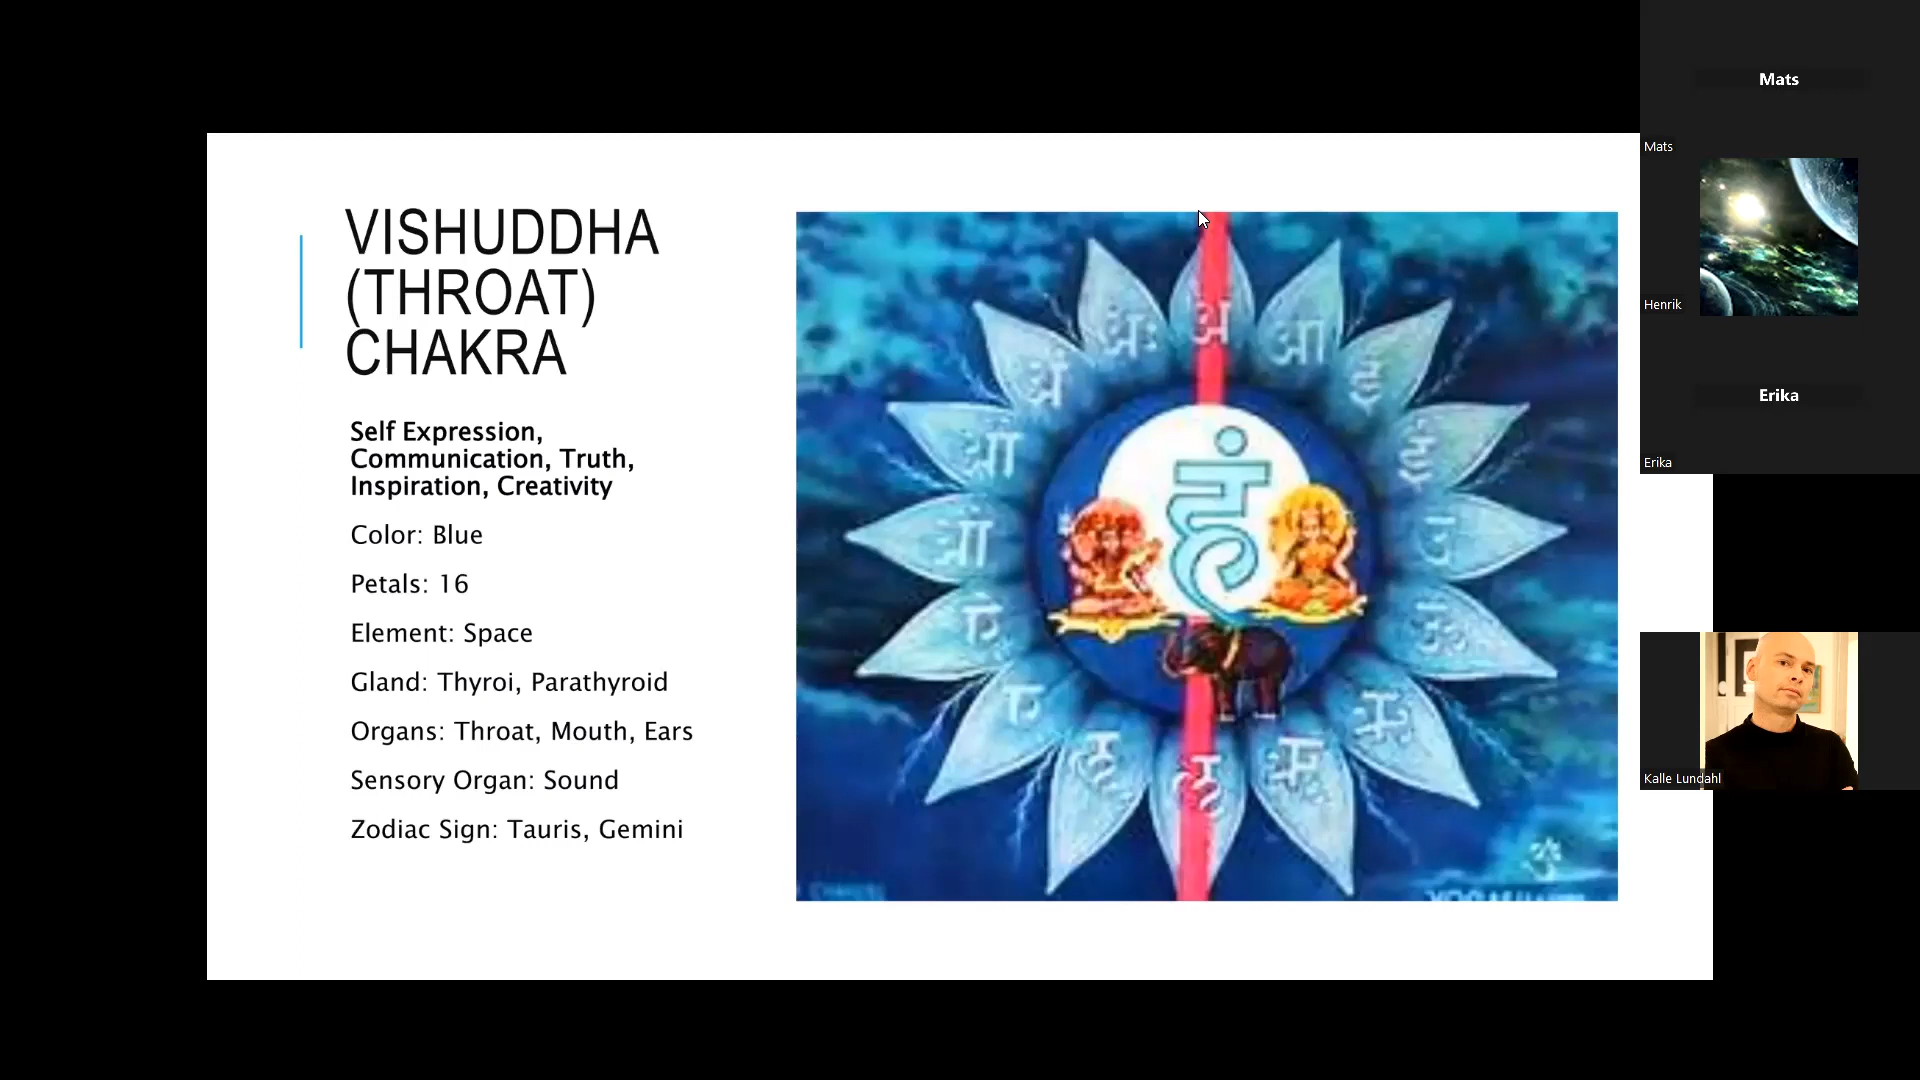 VISHUDDHA
(THROAT)
CHAKRA
Self Expression,
Communication, Truth,
Inspiration, Creativity
Color: Blue
Petals: 16
Element: Space
Gland: Thyroi, Parathyroid
Organs: Throat, Mouth, Ears
Sensory Organ: Sound
Zodiac Sign: Tauris, Gemini
अः
अ
आ
हं
Mats
Mats
Henrik
Erika
Erika
Kalle Lundahl